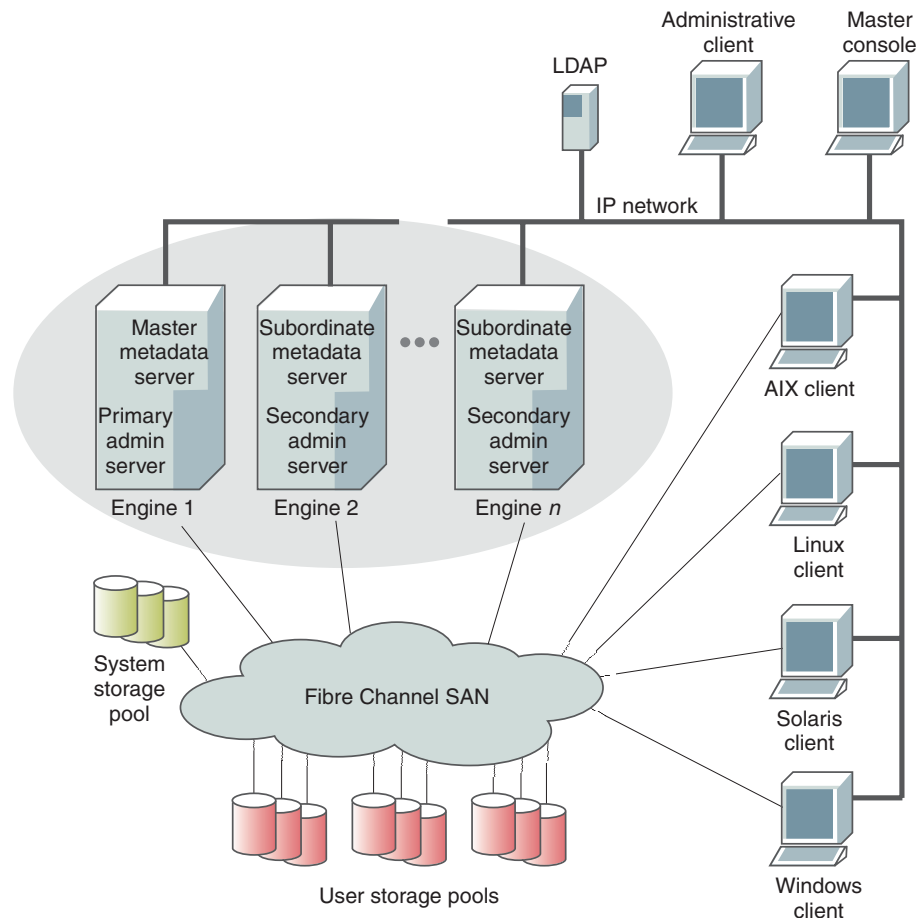 Administrative
client
Master
console
LDAP
IP network
Master
metadata
server
Primary
admin
server
Engine 1
Subordinate
metadata
server
Secondary
admin
server
Engine 2
Subordinate
metadata
server
Secondary
admin
server
Engine n
AIX client
Linux
client
Solaris
client
Windows
client
System
storage
pool
Fibre Channel SAN
User storage pools